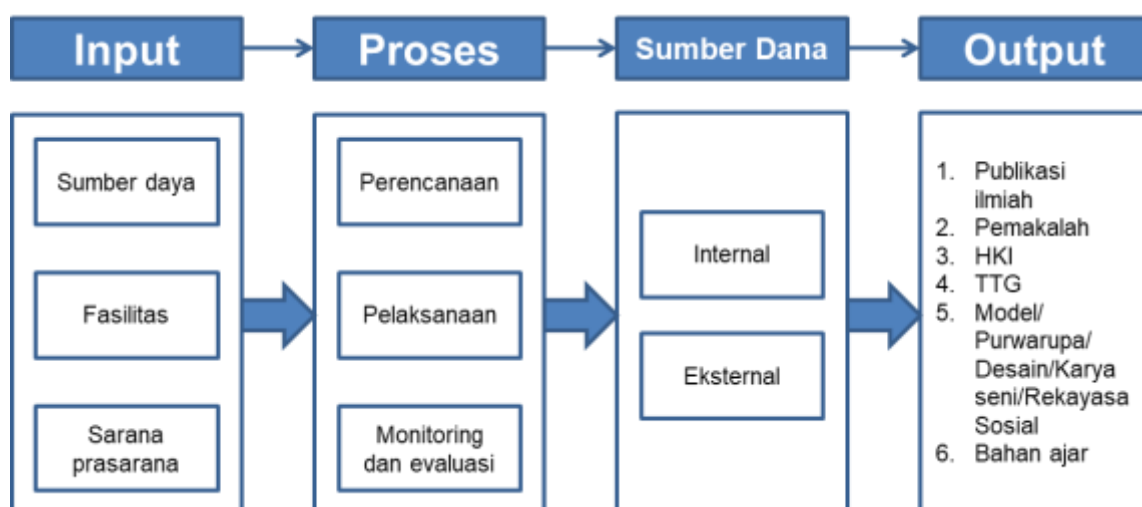 Input
Proses
Sumber Dana
Output
Sumber daya
Fasilitas
Sarana
prasarana
Perencanaan
Pelaksanaan
Monitoring
dan evaluasi
Internal
Eksternal
1. Publikasi
ilmiah
2. Pemakalah
3. HKI
4. TTG
5. Model/
Purwarupa/
Desain/Karya
seni/Rekayasa
Sosial
6. Bahan ajar